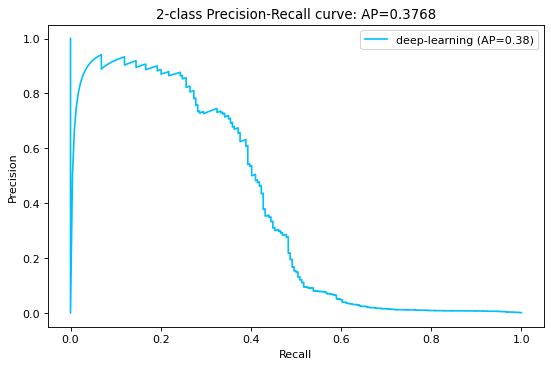 2-class Precision-Recall curve: AP=0.3768
deep-learning (AP=0.38)
Precision
1.0
0.8
0.6
0.4
0.2
0.0
0.0 0.2 0.4 0.6 0.8 1.0
Recall